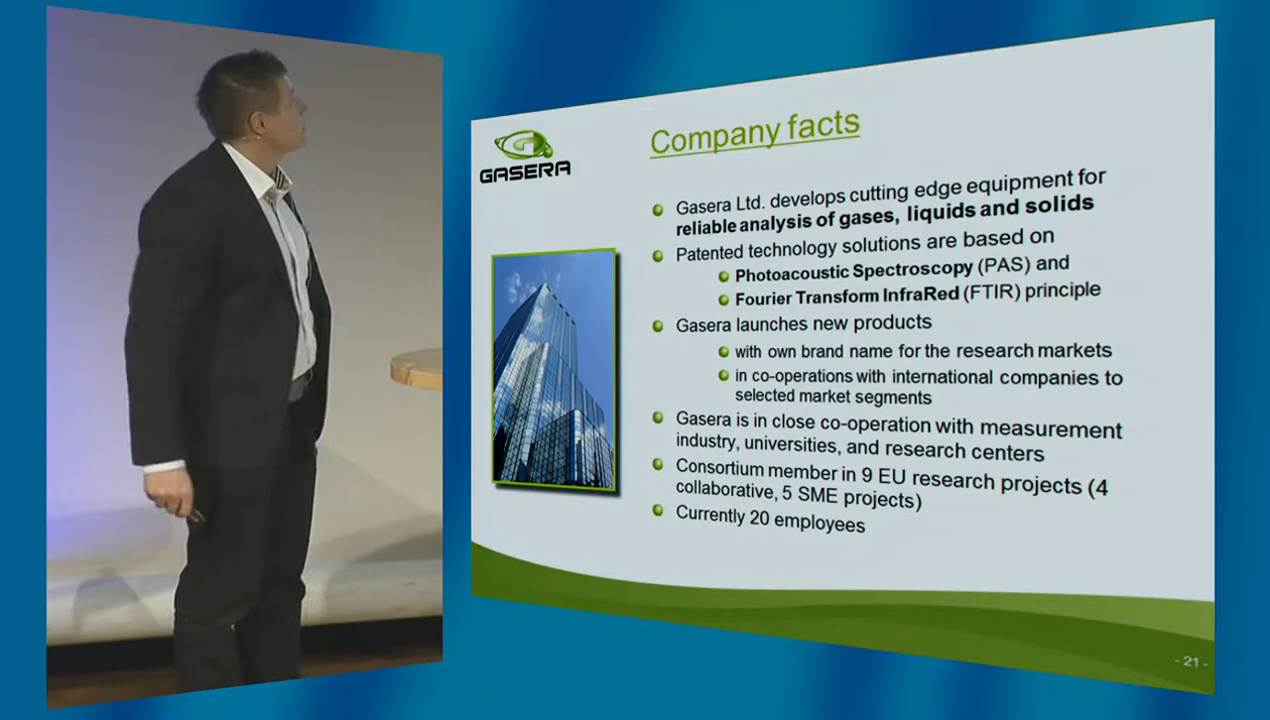 GASERA
Company facts
Gasera Ltd. develops cutting edge equipment for
reliable analysis of gases, liquids and solids
Patented technology solutions are based on
Photoacoustic Spectroscopy (PAS) and
Fourier Transform InfraRed (FTIR) principle
Gasera launches new products
with own brand name for the research markets
in co-operations with international companies to
selected market segments
Gasera is in close co-operation with measurement
industry, universities, and research centers
Consortium member in 9 EU research projects (4
collaborative, 5 SME projects)
Currently 20 employees
- 21 -